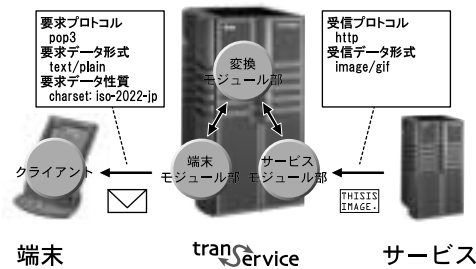 要求プロトコル
pop3
要求データ形式
text/plain
要求データ性質
charset: iso-2022-jp
受信プロトコル
http
受信データ形式
image/gif
変換
モジュール部
クライアント
端末
モジュール部
サービス
モジュール部
THISIS
IMAGE.
端末
tranService
サービス